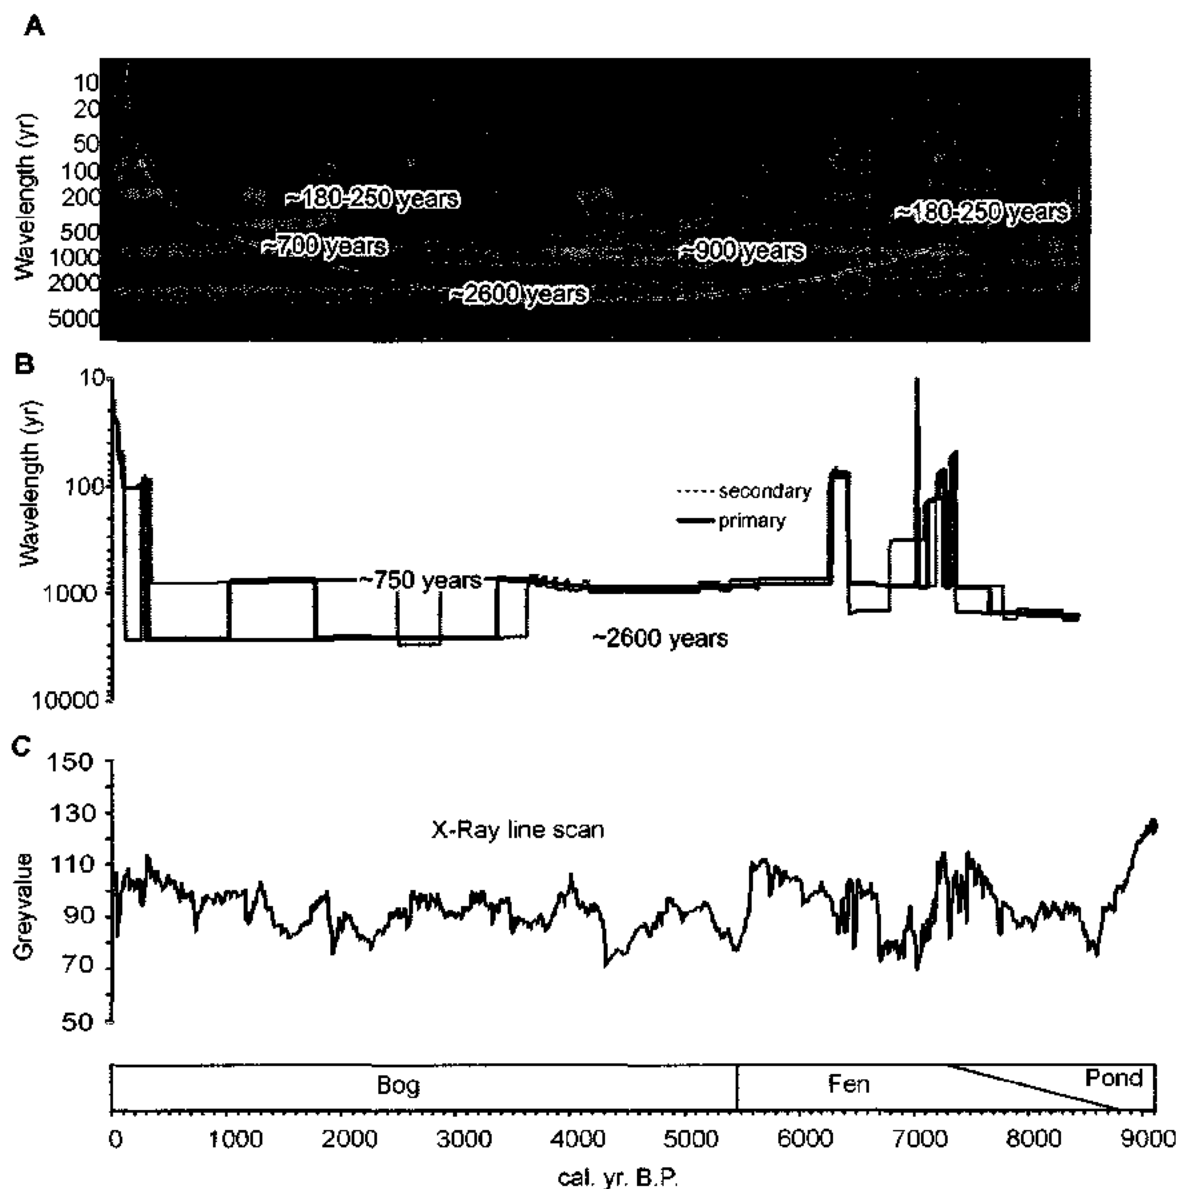 A
Wavelength (yr)
10
20
50
100
200
500
1000
2000
5000
~180-250 years
~180-250 years
~700 years
~900 years
~2600 years
B
Wavelength (yr)
10
100
1000
10000
secondary
primary
~750 years
~2600 years
C
Greyvalue
150
130
110
90
70
50
X-Ray line scan
Bog
Fen
Pond
0 1000 2000 3000 4000 5000 6000 7000 8000 9000
cal. yr. B.P.